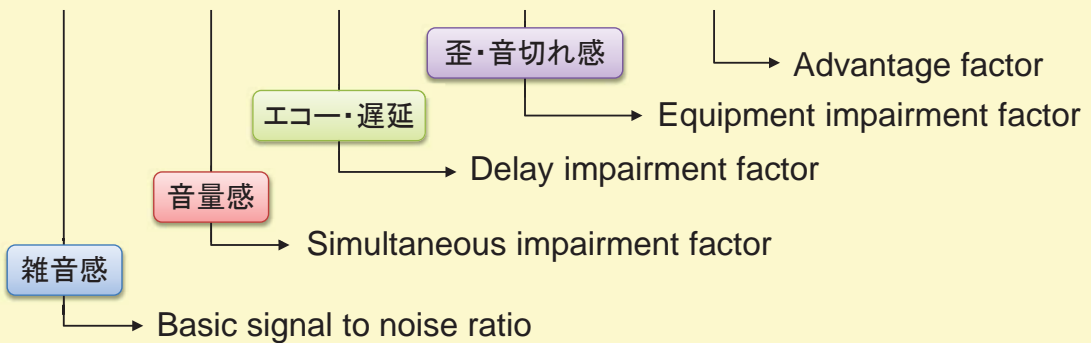 歪・音切れ感
Advantage factor
エコー・遅延
Equipment impairment factor
Delay impairment factor
音量感
Simultaneous impairment factor
雑音感
Basic signal to noise ratio